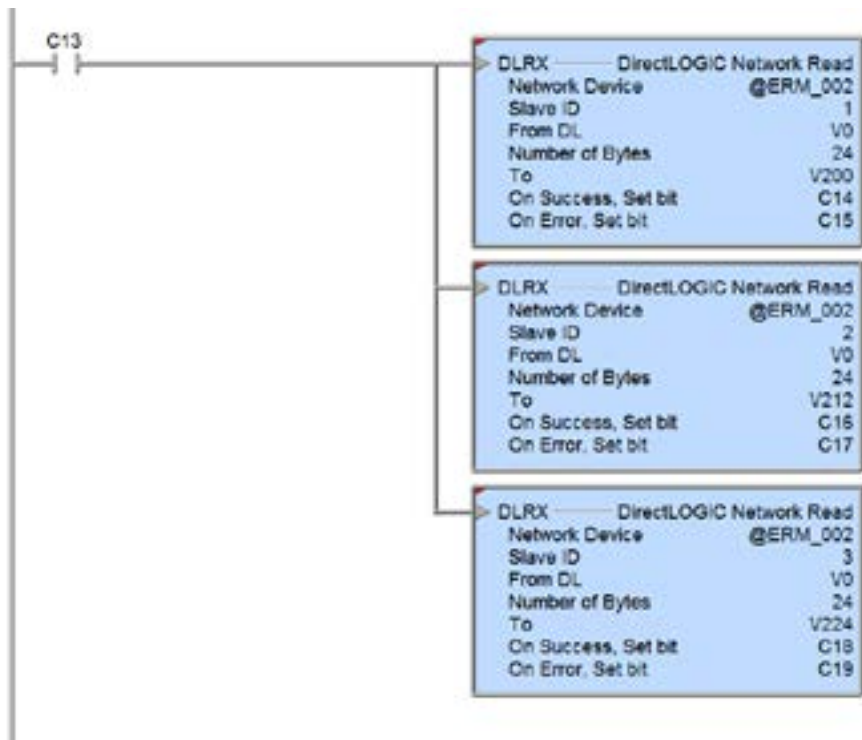 C13
DLRX DirectLOGIC Network Read
Network Device @ERM_002
Slave ID 1
From DL V0
Number of Bytes 24
To V200
On Success, Set bit C14
On Error, Set bit C15
DLRX DirectLOGIC Network Read
Network Device @ERM_002
Slave ID 2
From DL V0
Number of Bytes 24
To V212
On Success, Set bit C16
On Error, Set bit C17
DLRX DirectLOGIC Network Read
Network Device @ERM_002
Slave ID 3
From DL V0
Number of Bytes 24
To V224
On Success, Set bit C18
On Error, Set bit C19